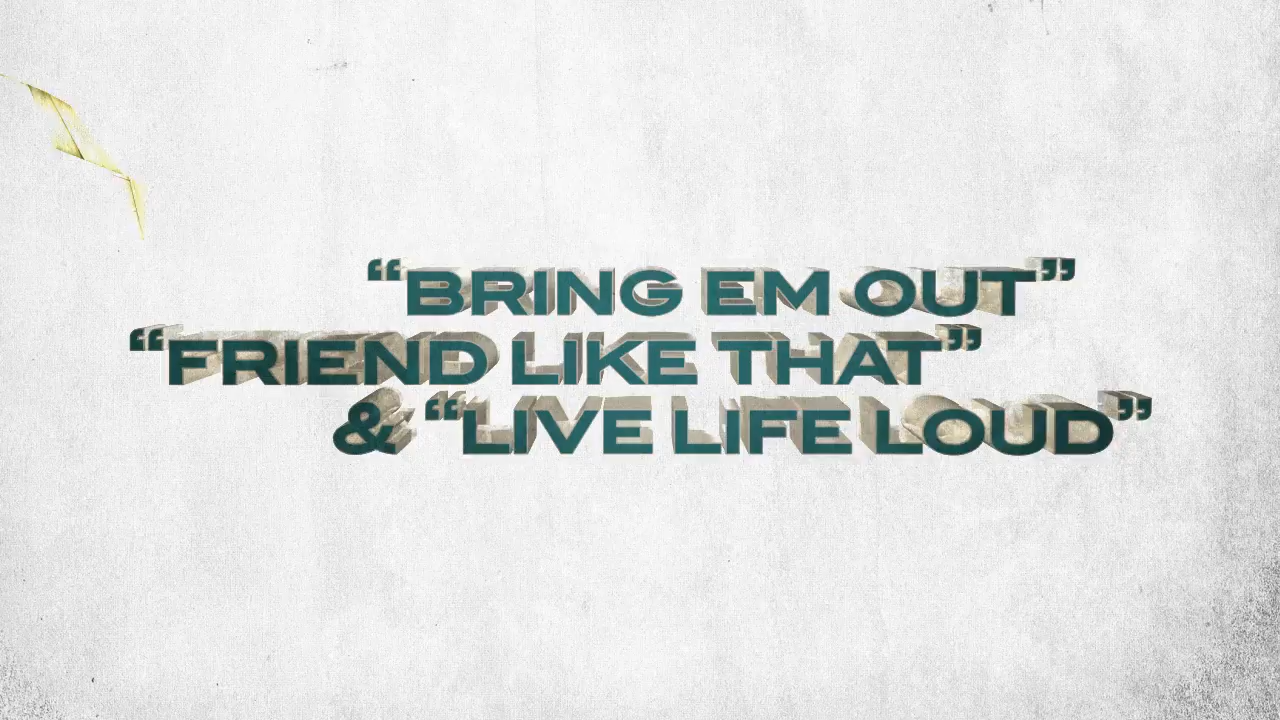 “BRING EM OUT”
“FRIEND LIKE THAT”
& “LIVE LIFE LOUD”